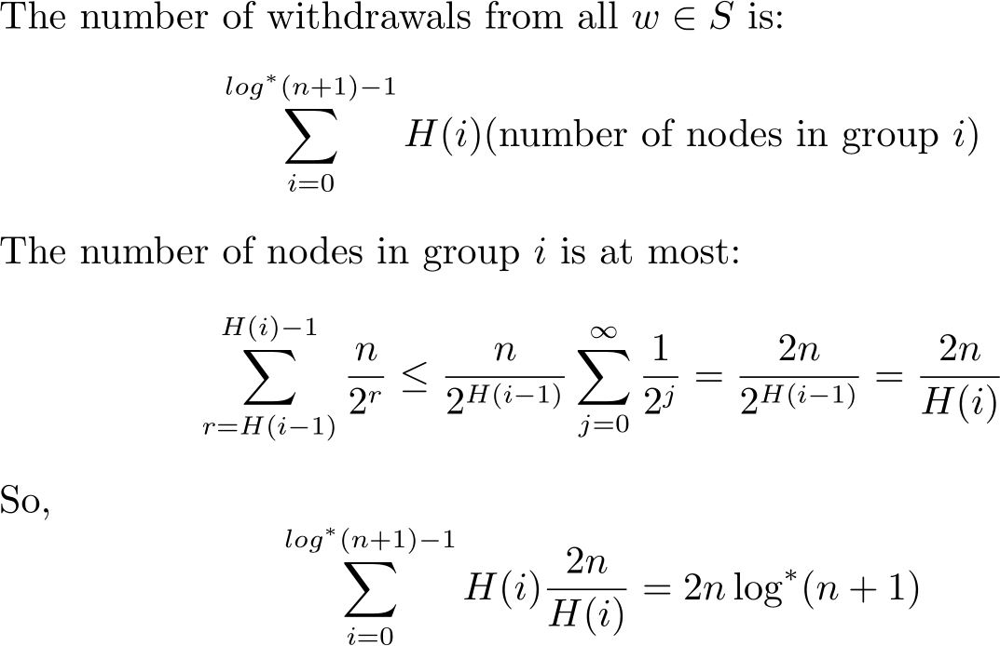 The number of withdrawals from all w ∈ S is:
\sum_{i=0}^{log^*(n+1)-1} H(i)(number of nodes in group i)
The number of nodes in group i is at most:
\sum_{r=H(i-1)}^{H(i)-1} \frac{n}{2^r} \leq \frac{n}{2^{H(i-1)}} \sum_{j=0}^{\infty} \frac{1}{2^j} = \frac{2n}{2^{H(i-1)}} = \frac{2n}{H(i)}
So,
\sum_{i=0}^{log^*(n+1)-1} H(i) \frac{2n}{H(i)} = 2n \log^*(n + 1)